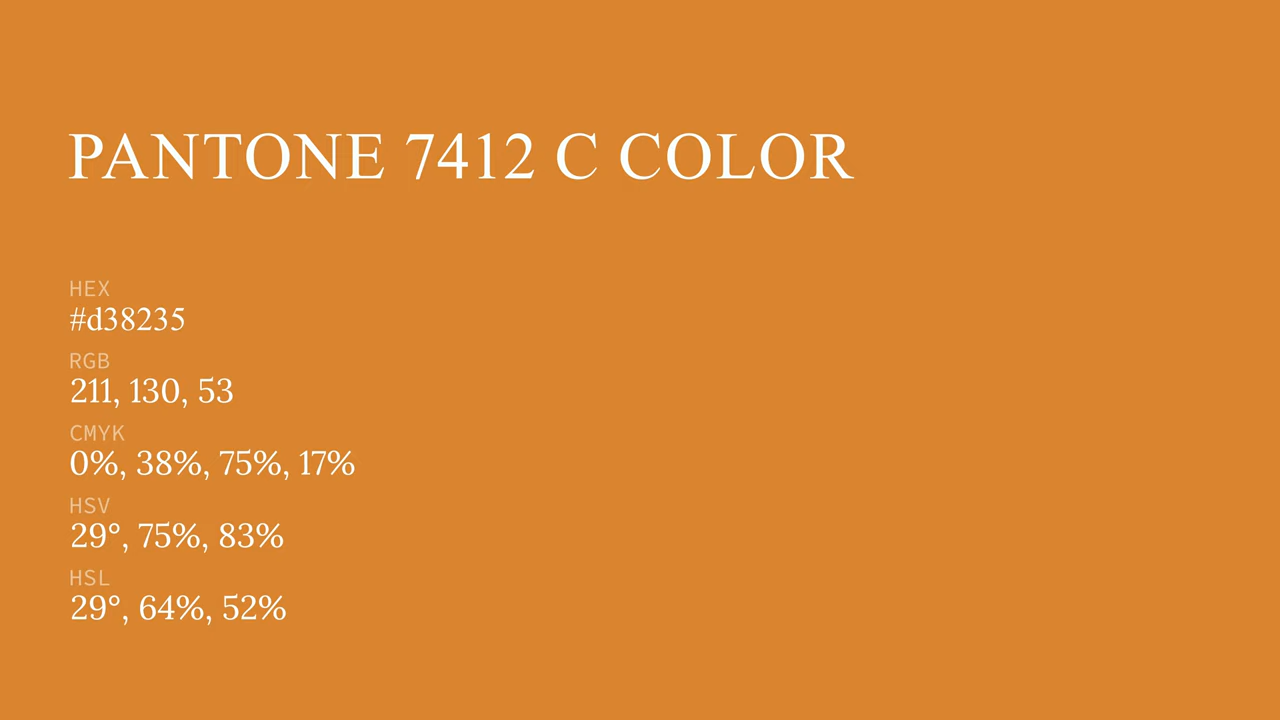 PANTONE 7412 C COLOR
HEX
#d38235
RGB
211, 130, 53
CMYK
0%, 38%, 75%, 17%
HSV
29°, 75%, 83%
HSL
29°, 64%, 52%